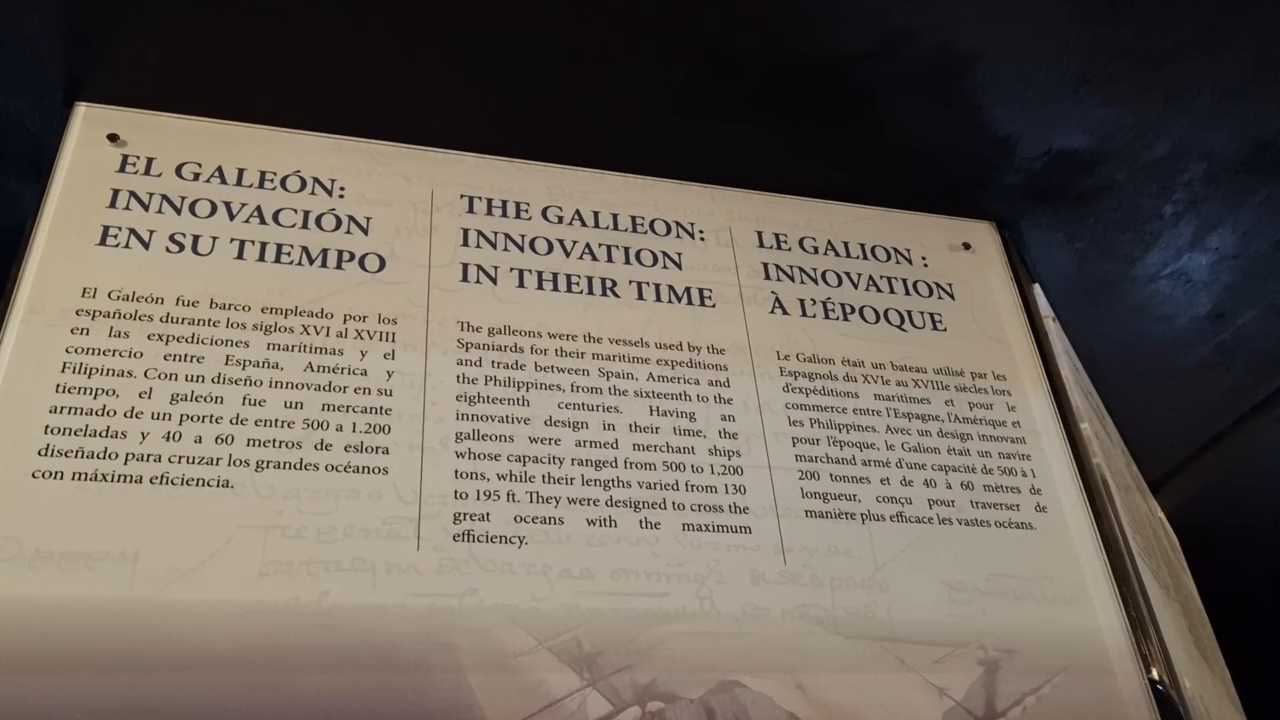 EL GALEÓN:
INNOVACIÓN
EN SU TIEMPO
El Galeón fue barco empleado por los
españoles durante los siglos XVI al XVIII
en las expediciones marítimas y el
comercio entre España, América y
Filipinas. Con un diseño innovador en su
tiempo, el galeón fue un mercante
armado de un porte de entre 500 a 1.200
toneladas y 40 a 60 metros de eslora
diseñado para cruzar los grandes océanos
con máxima eficiencia.
THE GALLEON:
INNOVATION
IN THEIR TIME
The galleons were the vessels used by the
Spaniards for their maritime expeditions
and trade between Spain, America and
the Philippines, from the sixteenth to the
eighteenth centuries. Having an
innovative design in their time, the
galleons were armed merchant ships
whose capacity ranged from 500 to 1,200
tons, while their lengths varied from 130
to 195 ft. They were designed to cross the
great oceans with the maximum
efficiency.
LE GALION :
INNOVATION
À L'ÉPOQUE
Le Galion était un bateau utilisé par les
Espagnols du XVIe au XVIIIe siècles lors
d'expéditions maritimes et pour le
commerce entre l'Espagne, l'Amérique et
les Philippines. Avec un design innovant
pour l'époque, le Galion était un navire
marchand armé d'une capacité de 500 à 1
200 tonnes et de 40 à 60 mètres de
longueur, conçu pour traverser de
manière plus efficace les vastes océans.